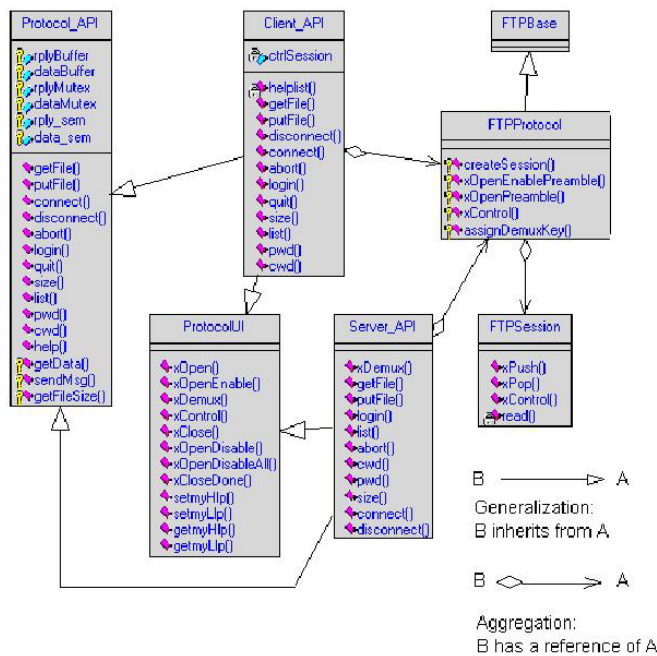 Protocol_API
rplyBuffer
dataBuffer
rplyMutex
dataMutex
rply_sem
data_sem
getFile()
putFile()
connect()
disconnect()
abort()
login()
quit()
size()
list()
pwd()
cwd()
help()
getData()
sendMsg()
getFileSize()
Client_API
ctrlSession
helplist()
getFile()
putFile()
disconnect()
connect()
abort()
login()
quit()
size()
list()
pwd()
cwd()
FTPBase
FTPProtocol
createSession()
xOpenEnablePreamble()
xOpenPreamble()
xControl()
assignDemuxKey()
ProtocolUI
xOpen()
xOpenEnable()
xDemux()
xControl()
xClose()
xOpenDisable()
xOpenDisableAll()
xCloseDone()
setmyHlp()
setmyLlp()
getmyHlp()
getmyLlp()
Server_API
xDemux()
getFile()
putFile()
login()
list()
abort()
cwd()
pwd()
size()
connect()
disconnect()
FTPSession
xPush()
xPop()
xControl()
read()
B A
Generalization:
B inherits from A
B A
Aggregation:
B has a reference of A